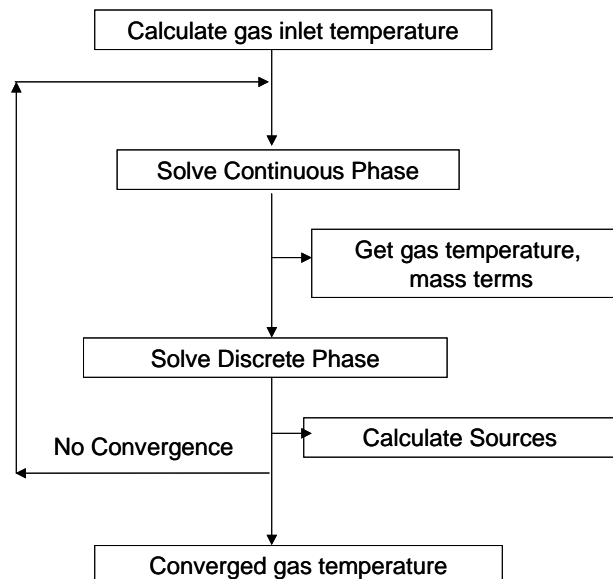 Calculate gas inlet temperature
Solve Continuous Phase
Get gas temperature,
mass terms
Solve Discrete Phase
Calculate Sources
No Convergence
Converged gas temperature